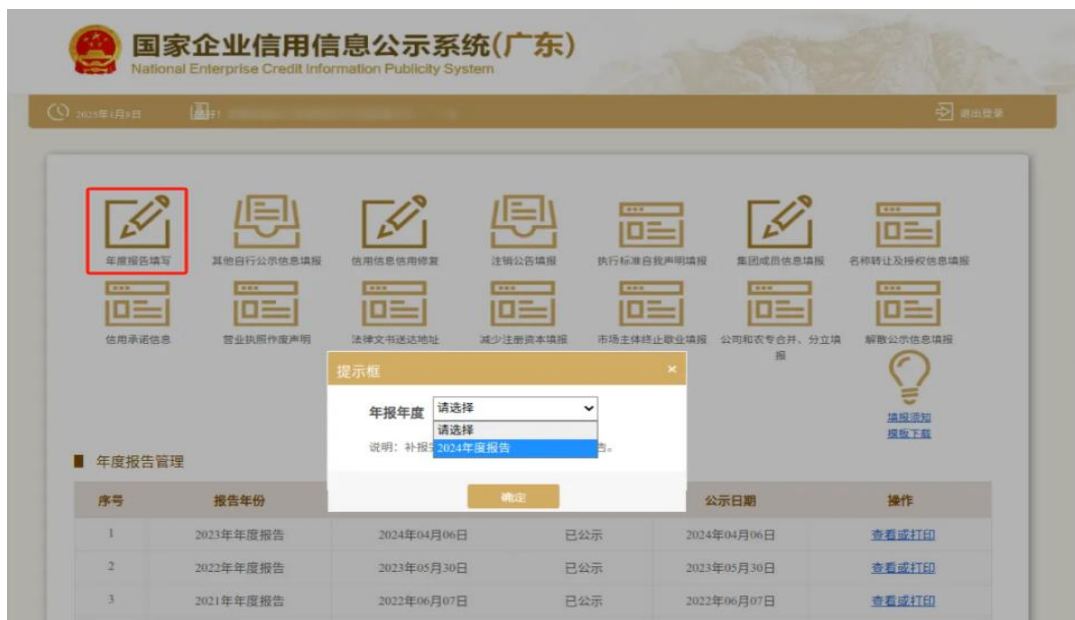 国家企业信用信息公示系统(广东)
National Enterprise Credit Information Publicity System
2025年1月8日
退出登录
年度报告填写 其他自行公示信息填报 信用信息信用修复 注销公告填报 执行标准自我声明填报 集团成员信息填报 名称转让及授权信息填报
信用承诺信息 营业执照作废声明 法律文书送达地址 减少注册资本填报 市场主体终止歇业填报 公司和农专合并、分立填 解散公示信息填报
报
提示框 ×
年报年度 请选择
请选择
说明：补报 2024年度报告 告。
确定
填报须知
模板下载
年度报告管理
序号 报告年份 公示日期 操作
1 2023年年度报告 2024年04月06日 已公示 2024年04月06日 查看或打印
2 2022年年度报告 2023年05月30日 已公示 2023年05月30日 查看或打印
3 2021年年度报告 2022年06月07日 已公示 2022年06月07日 查看或打印